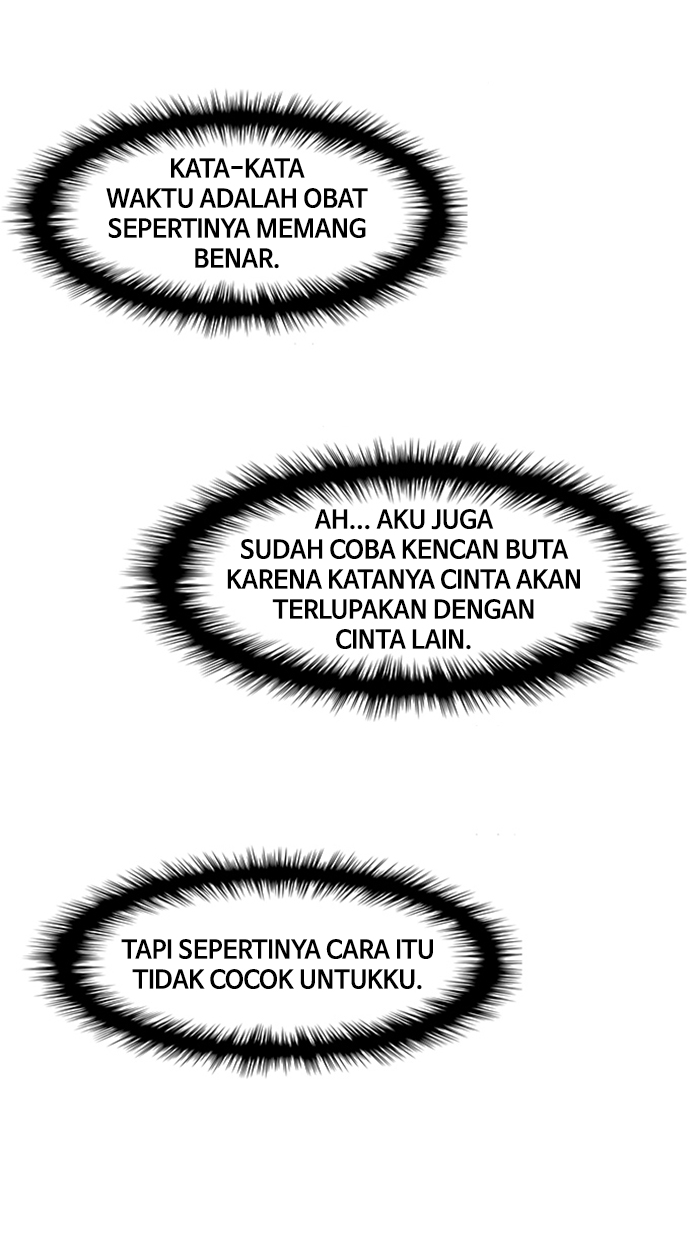 KATA-KATA
WAKTU ADALAH OBAT
SEPERTINYA MEMANG
BENAR.
AH... AKU JUGA
SUDAH COBA KENCAN BUTA
KARENA KATANYA CINTA AKAN
TERLUPAKAN DENGAN
CINTA LAIN.
TAPI SEPERTINYA CARA ITU
TIDAK COCOK UNTUKKU.